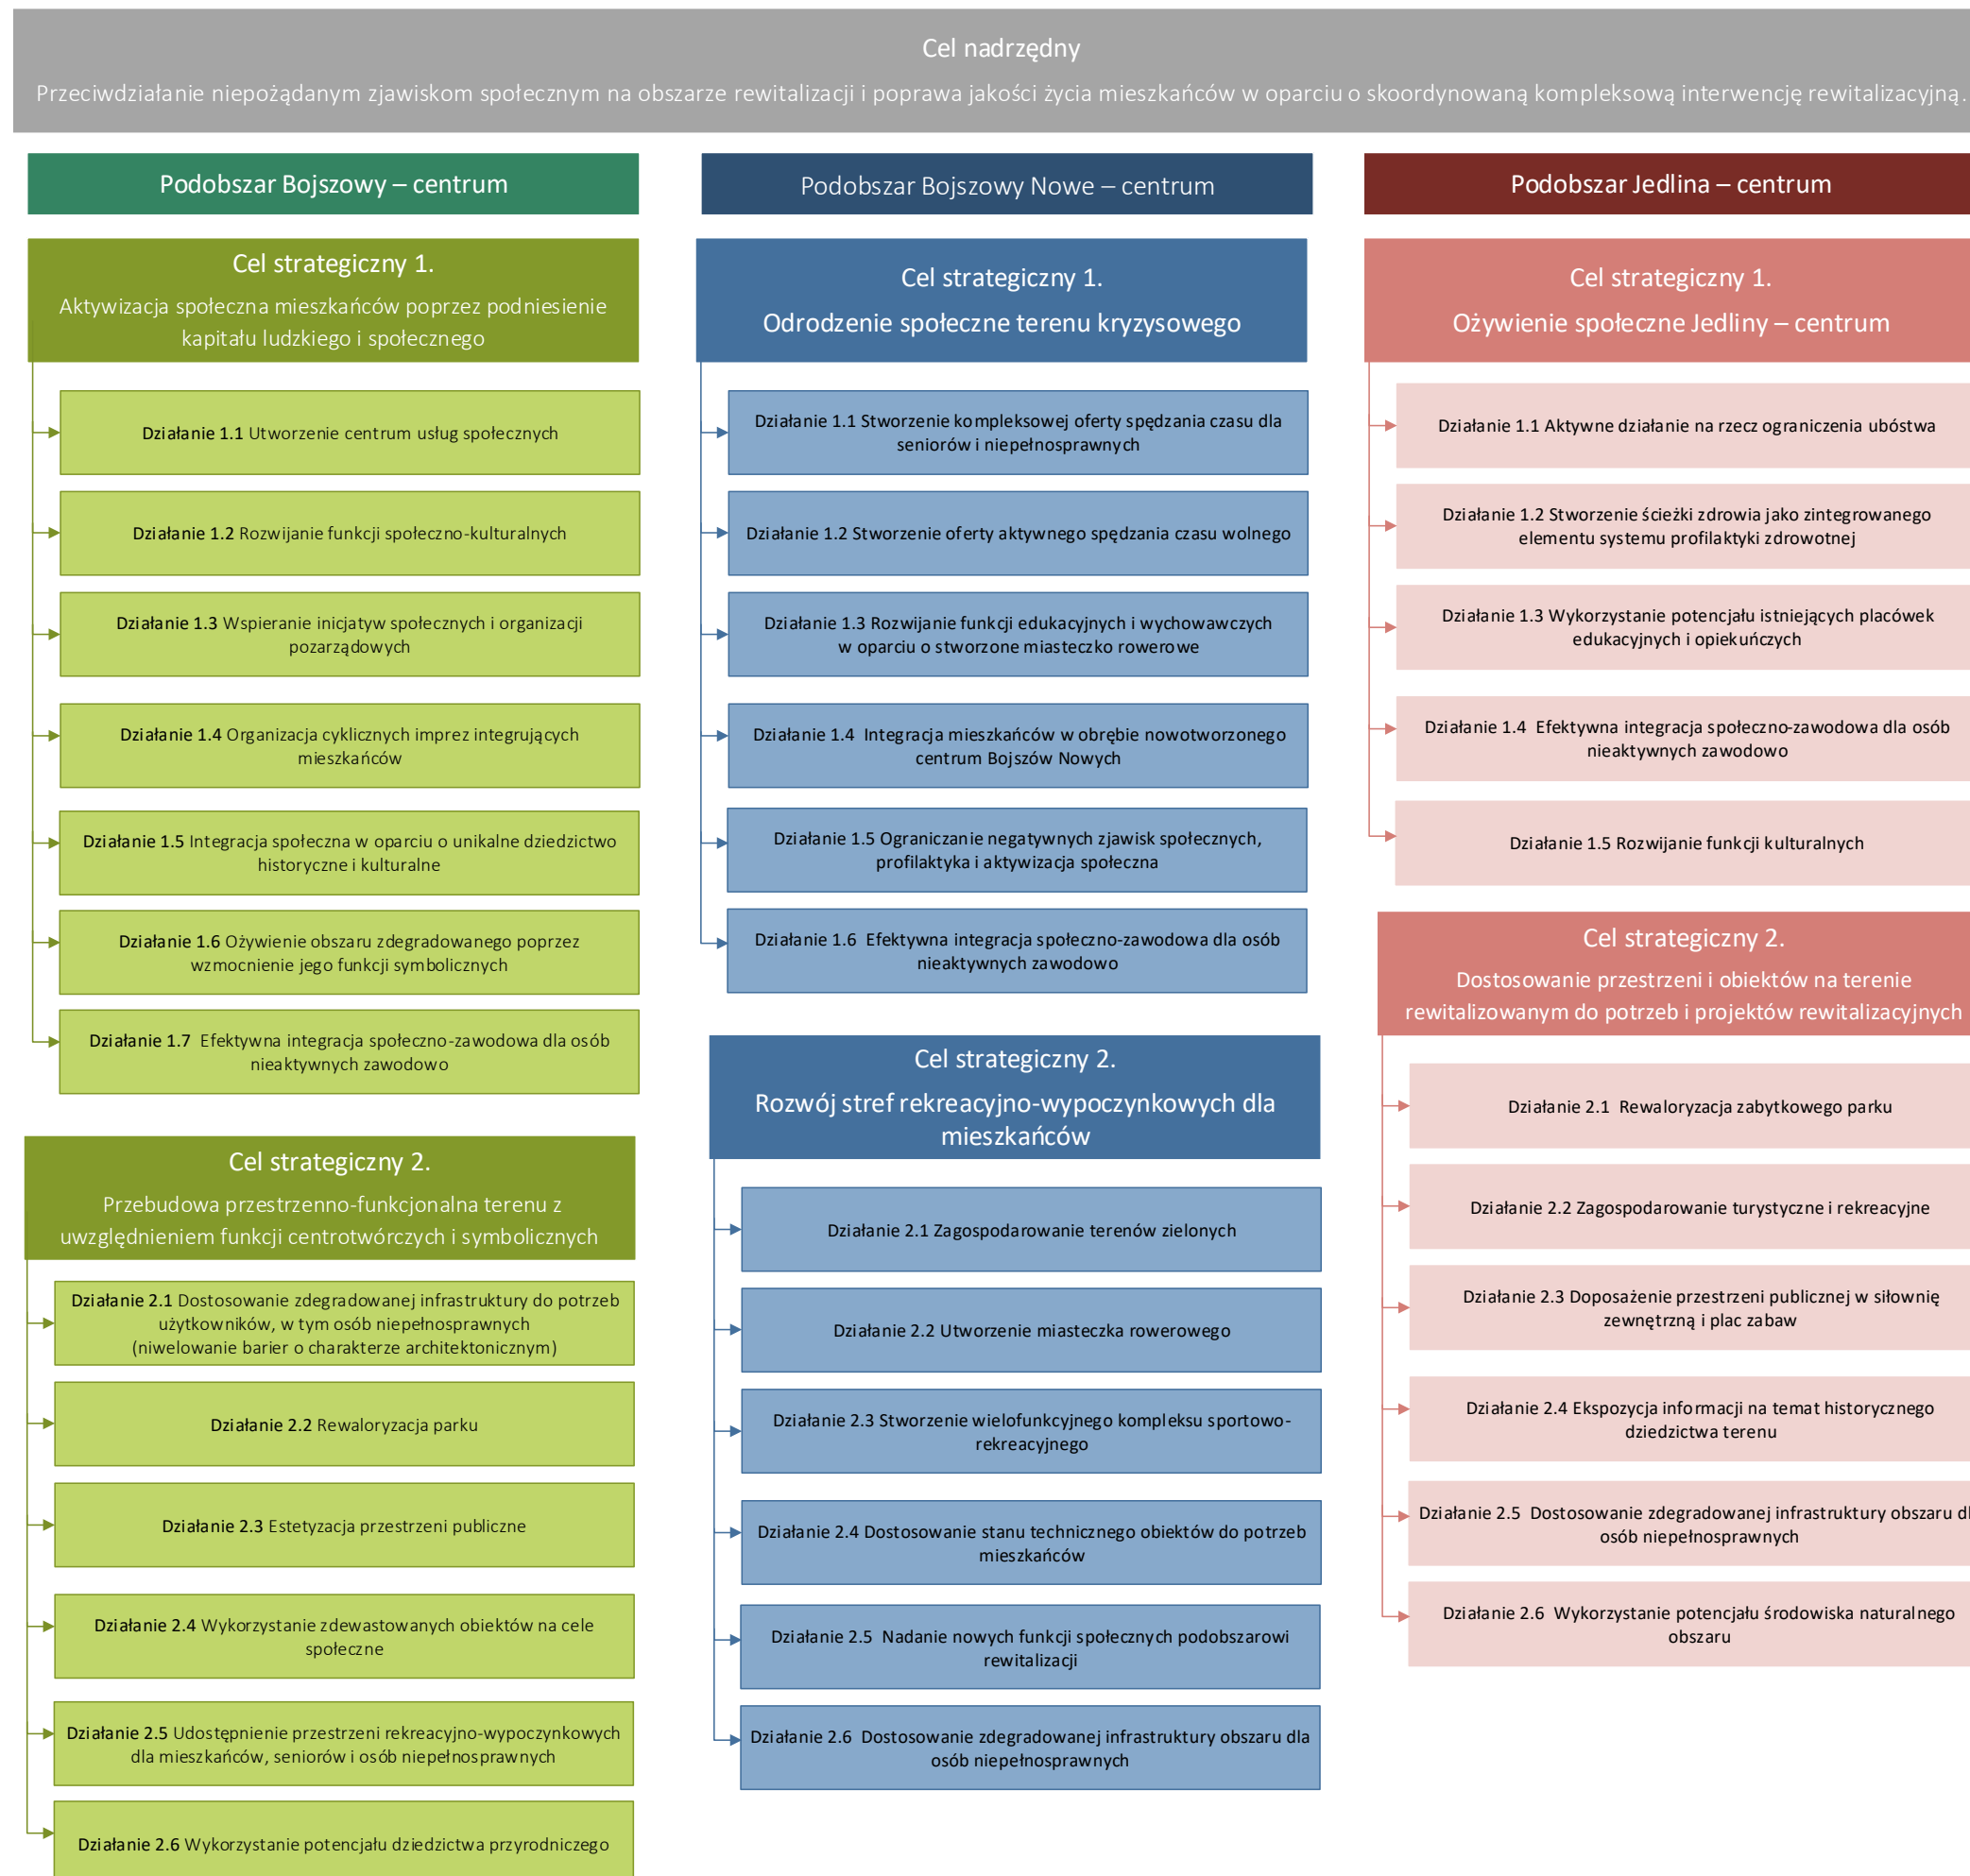 Cel nadrzędny
Przeciwdziałanie niepożądanym zjawiskom społecznym na obszarze rewitalizacji i poprawa jakości życia mieszkańców w oparciu o skoordynowaną kompleksową interwencję rewitalizacyjną.
Podobszar Bojszowy – centrum
Cel strategiczny 1.
Aktywizacja społeczna mieszkańców poprzez podniesienie
kapitału ludzkiego i społecznego
Działanie 1.1 Utworzenie centrum usług społecznych
Działanie 1.2 Rozwijanie funkcji społeczno-kulturalnych
Działanie 1.3 Wspieranie inicjatyw społecznych i organizacji
pozarządowych
Działanie 1.4 Organizacja cyklicznych imprez integrujących
mieszkańców
Działanie 1.5 Integracja społeczna w oparciu o unikalne dziedzictwo
historyczne i kulturalne
Działanie 1.6 Ożywienie obszaru zdegradowanego poprzez
wzmocnienie jego funkcji symbolicznych
Działanie 1.7 Efektywna integracja społeczno-zawodowa dla osób
nieaktywnych zawodowo
Cel strategiczny 2.
Przebudowa przestrzenno-funkcjonalna terenu z
uwzględnieniem funkcji centrotwórczych i symbolicznych
Działanie 2.1 Dostosowanie zdegradowanej infrastruktury do potrzeb
użytkowników, w tym osób niepełnosprawnych
(niwelowanie barier o charakterze architektonicznym)
Działanie 2.2 Rewaloryzacja parku
Działanie 2.3 Estetyzacja przestrzeni publiczne
Działanie 2.4 Wykorzystanie zdewastowanych obiektów na cele
społeczne
Działanie 2.5 Udostępnienie przestrzeni rekreacyjno-wypoczynkowych
dla mieszkańców, seniorów i osób niepełnosprawnych
Działanie 2.6 Wykorzystanie potencjału dziedzictwa przyrodniczego
Podobszar Bojszowy Nowe – centrum
Cel strategiczny 1.
Odrodzenie społeczne terenu kryzysowego
Działanie 1.1 Stworzenie kompleksowej oferty spędzania czasu dla
seniorów i niepełnosprawnych
Działanie 1.2 Stworzenie oferty aktywnego spędzania czasu wolnego
Działanie 1.3 Rozwijanie funkcji edukacyjnych i wychowawczych
w oparciu o stworzone miasteczko rowerowe
Działanie 1.4 Integracja mieszkańców w obrębie nowotworzonego
centrum Bojszów Nowych
Działanie 1.5 Ograniczanie negatywnych zjawisk społecznych,
profilaktyka i aktywizacja społeczna
Działanie 1.6 Efektywna integracja społeczno-zawodowa dla osób
nieaktywnych zawodowo
Cel strategiczny 2.
Rozwój stref rekreacyjno-wypoczynkowych dla
mieszkańców
Działanie 2.1 Zagospodarowanie terenów zielonych
Działanie 2.2 Utworzenie miasteczka rowerowego
Działanie 2.3 Stworzenie wielofunkcyjnego kompleksu sportowo-
rekreacyjnego
Działanie 2.4 Dostosowanie stanu technicznego obiektów do potrzeb
mieszkańców
Działanie 2.5 Nadanie nowych funkcji społecznych podobszarowi
rewitalizacji
Działanie 2.6 Dostosowanie zdegradowanej infrastruktury obszaru dla
osób niepełnosprawnych
Podobszar Jedlina – centrum
Cel strategiczny 1.
Ożywienie społeczne Jedliny – centrum
Działanie 1.1 Aktywne działanie na rzecz ograniczenia ubóstwa
Działanie 1.2 Stworzenie ścieżki zdrowia jako zintegrowanego
elementu systemu profilaktyki zdrowotnej
Działanie 1.3 Wykorzystanie potencjału istniejących placówek
edukacyjnych i opiekuńczych
Działanie 1.4 Efektywna integracja społeczno-zawodowa dla osób
nieaktywnych zawodowo
Działanie 1.5 Rozwijanie funkcji kulturalnych
Cel strategiczny 2.
Dostosowanie przestrzeni i obiektów na terenie
rewitalizowanym do potrzeb i projektów rewitalizacyjnych
Działanie 2.1 Rewaloryzacja zabytkowego parku
Działanie 2.2 Zagospodarowanie turystyczne i rekreacyjne
Działanie 2.3 Doposażenie przestrzeni publicznej w siłownię
zewnętrzną i plac zabaw
Działanie 2.4 Ekspozycja informacji na temat historycznego
dziedzictwa terenu
Działanie 2.5 Dostosowanie zdegradowanej infrastruktury obszaru
osób niepełnosprawnych
Działanie 2.6 Wykorzystanie potencjału środowiska naturalnego
obszaru